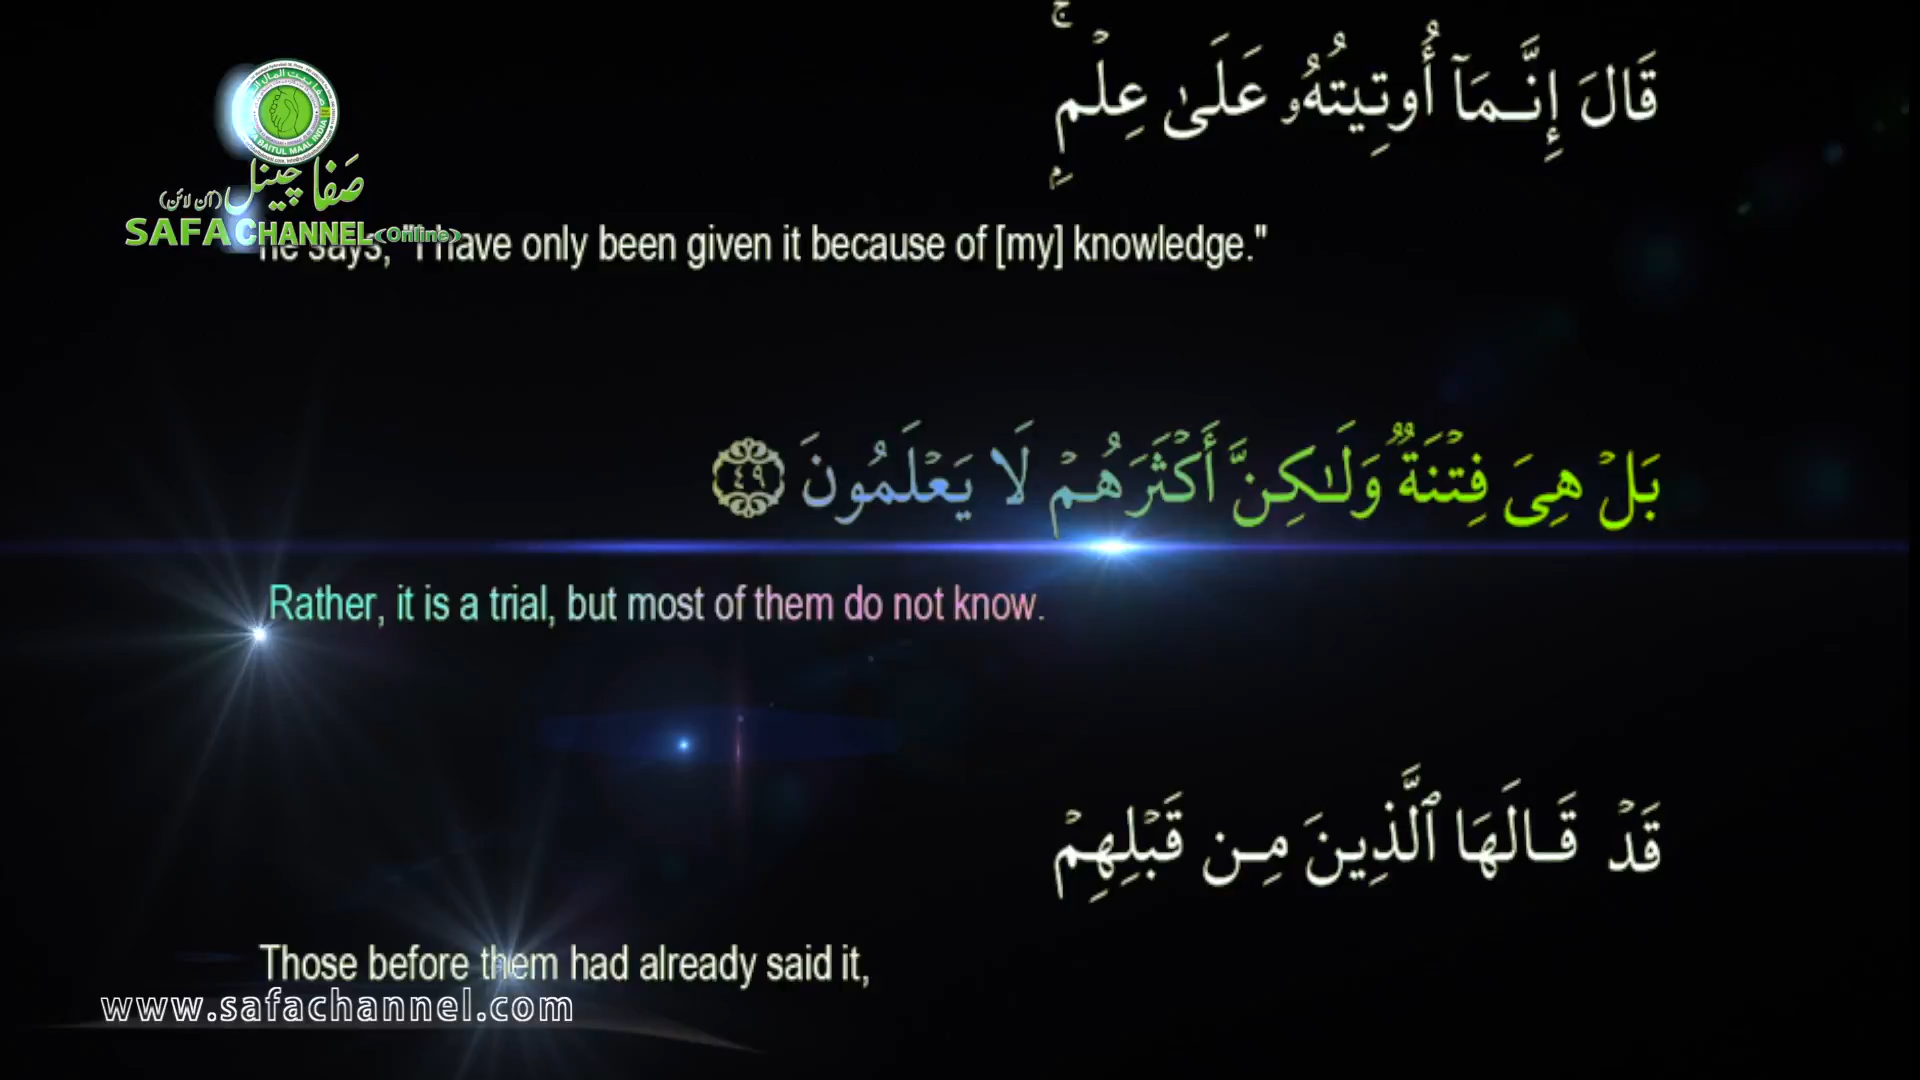 قَالَ إِنَّمَآ أُوتِيتُهُۥ عَلَىٰ عِلْمٍۭ ۚ
صفا چینل (آن لائن)
SAFA CHANNEL (Online)
he says, "I have only been given it because of [my] knowledge."
بَلْ هِىَ فِتْنَةٌ وَلَـٰكِنَّ أَكْثَرَهُمْ لَا يَعْلَمُونَ ٤٩
Rather, it is a trial, but most of them do not know.
قَدْ قَالَهَا ٱلَّذِينَ مِن قَبْلِهِمْ
Those before them had already said it,
www.safachannel.com